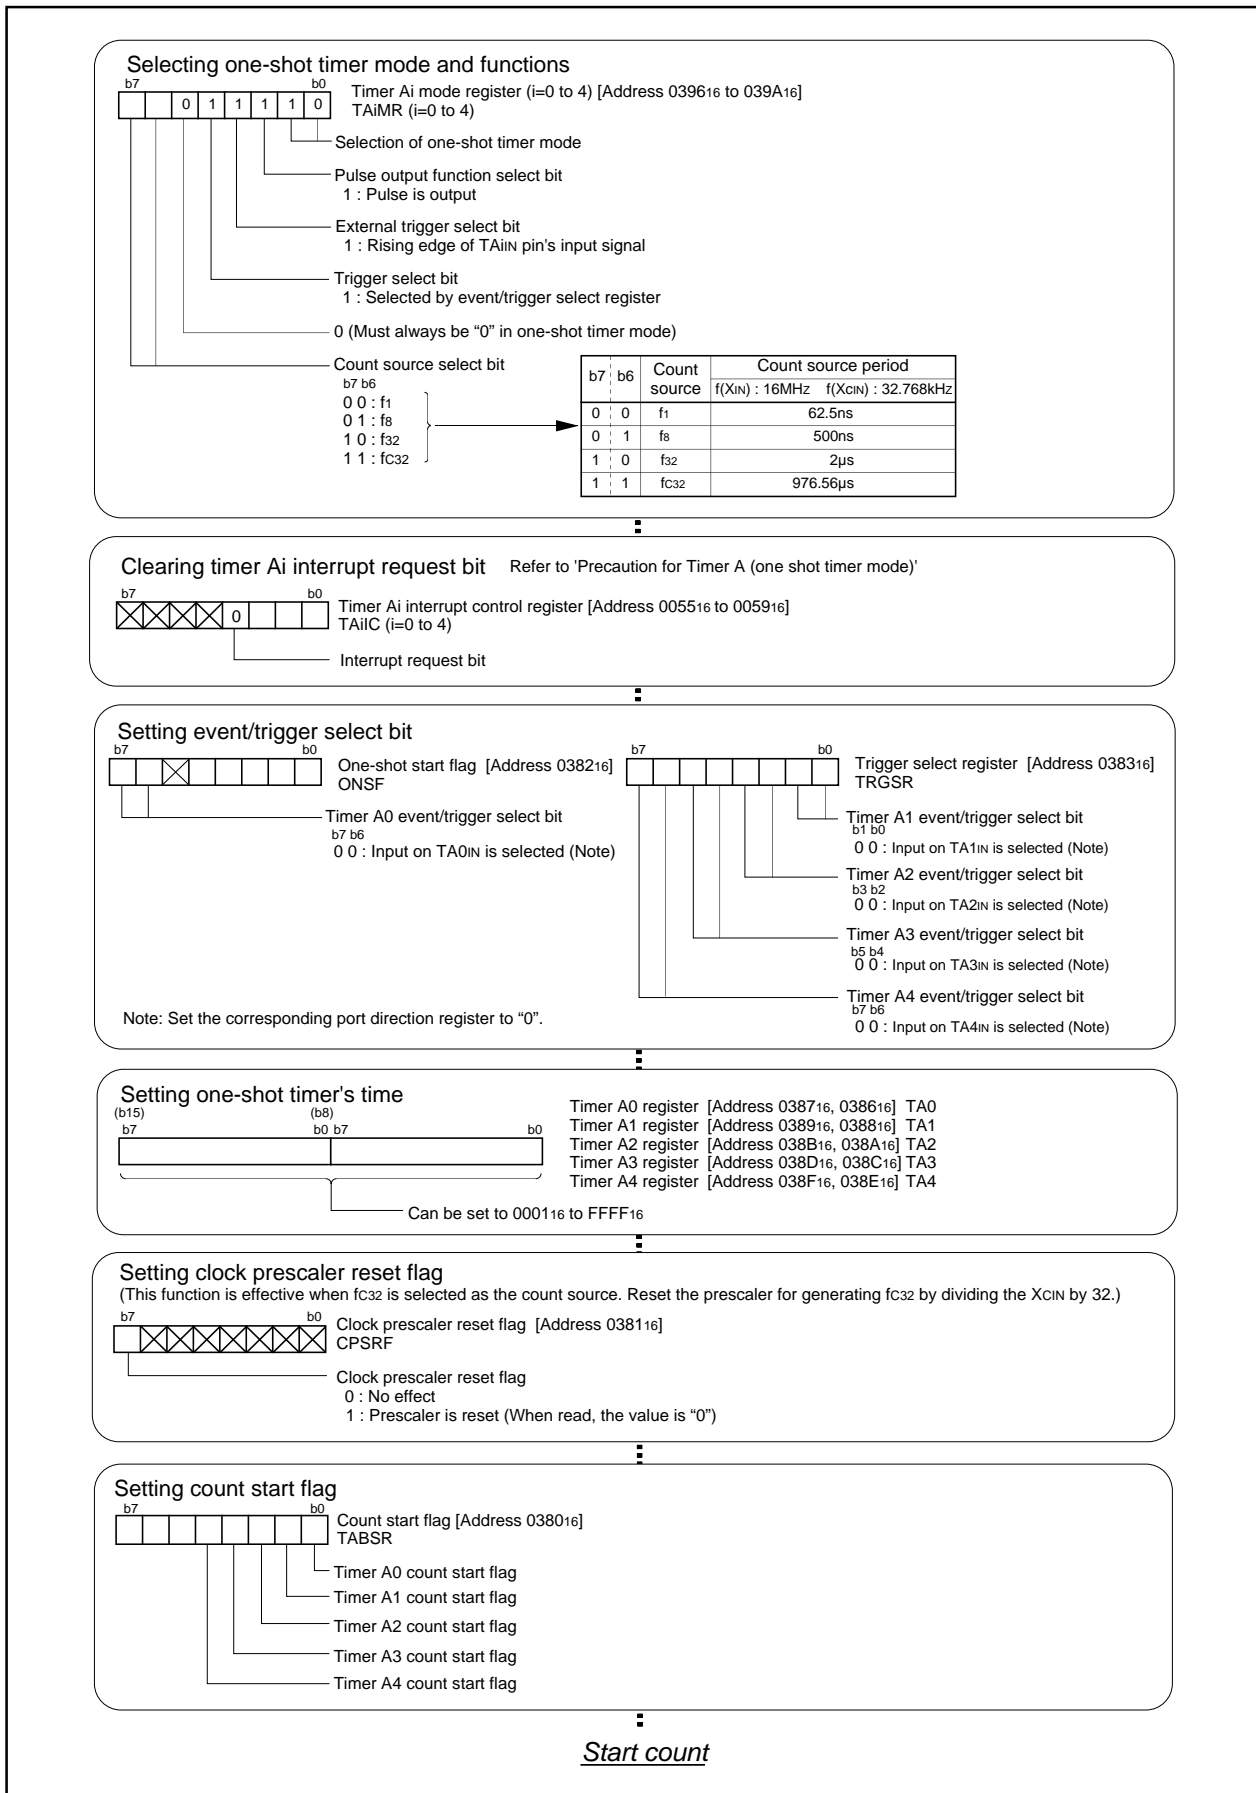 Selecting one-shot timer mode and functions
b7 b0
0 1 1 1 1 0
Timer Ai mode register (i=0 to 4) [Address 039616 to 039A16]
TAiMR (i=0 to 4)
Selection of one-shot timer mode
Pulse output function select bit
1 : Pulse is output
External trigger select bit
1 : Rising edge of TAiIN pin's input signal
Trigger select bit
1 : Selected by event/trigger select register
0 (Must always be “0” in one-shot timer mode)
Count source select bit
b7 b6
0 0 : f1
0 1 : f8
1 0 : f32
1 1 : fC32
b7 b6 Count source Count source period
f(XIN) : 16MHZ f(XCIN) : 32.768kHZ
0 0 f1 62.5ns
0 1 f8 500ns
1 0 f32 2µs
1 1 fC32 976.56µs
Clearing timer Ai interrupt request bit Refer to 'Precaution for Timer A (one shot timer mode)'
b7 b0
0
Timer Ai interrupt control register [Address 005516 to 005916]
TAiIC (i=0 to 4)
Interrupt request bit
Setting event/trigger select bit
b7 b0
One-shot start flag [Address 038216]
ONSF
Timer A0 event/trigger select bit
b7 b6
0 0 : Input on TA0IN is selected (Note)
b7 b0
Trigger select register [Address 038316]
TRGSR
Timer A1 event/trigger select bit
b1 b0
0 0 : Input on TA1IN is selected (Note)
Timer A2 event/trigger select bit
b3 b2
0 0 : Input on TA2IN is selected (Note)
Timer A3 event/trigger select bit
b5 b4
0 0 : Input on TA3IN is selected (Note)
Timer A4 event/trigger select bit
b7 b6
0 0 : Input on TA4IN is selected (Note)
Note: Set the corresponding port direction register to “0”.
Setting one-shot timer's time
(b15) (b8)
b7 b0 b7 b0
Timer A0 register [Address 038716, 038616] TA0
Timer A1 register [Address 038916, 038816] TA1
Timer A2 register [Address 038B16, 038A16] TA2
Timer A3 register [Address 038D16, 038C16] TA3
Timer A4 register [Address 038F16, 038E16] TA4
Can be set to 000116 to FFFF16
Setting clock prescaler reset flag
(This function is effective when fC32 is selected as the count source. Reset the prescaler for generating fC32 by dividing the XCIN by 32.)
b7 b0
Clock prescaler reset flag [Address 038116]
CPSRF
Clock prescaler reset flag
0 : No effect
1 : Prescaler is reset (When read, the value is “0”)
Setting count start flag
b7 b0
Count start flag [Address 038016]
TABSR
Timer A0 count start flag
Timer A1 count start flag
Timer A2 count start flag
Timer A3 count start flag
Timer A4 count start flag
Start count